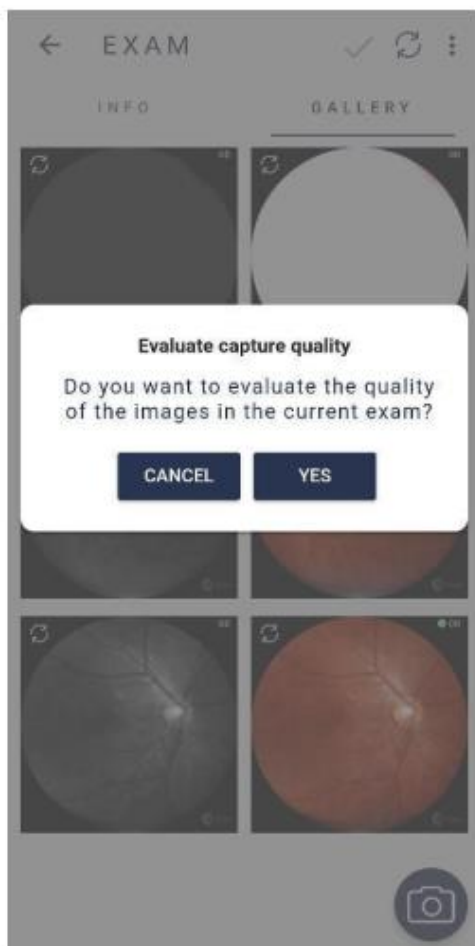 EXAM
INFO
GALLERY
Evaluate capture quality
Do you want to evaluate the quality
of the images in the current exam?
CANCEL
YES